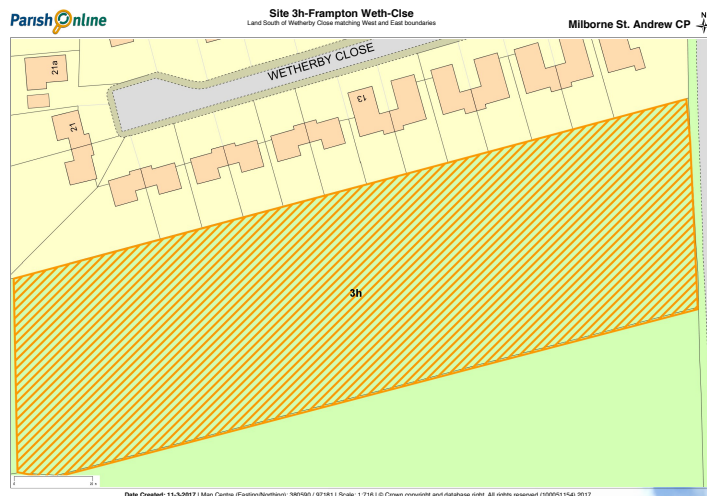 Parish Online
Site 3h-Frampton Weth-Clse
Land South of Wetherby Close matching West and East boundaries
Milborne St. Andrew CP
N
21a
WETHERBY CLOSE
21
13
3h
Date Created: 11-3-2017 | Map Centre (Easting/Northing): 380590 / 97181 | Scale: 1:716 | © Crown copyright and database right. All rights reserved (100051154) 2017